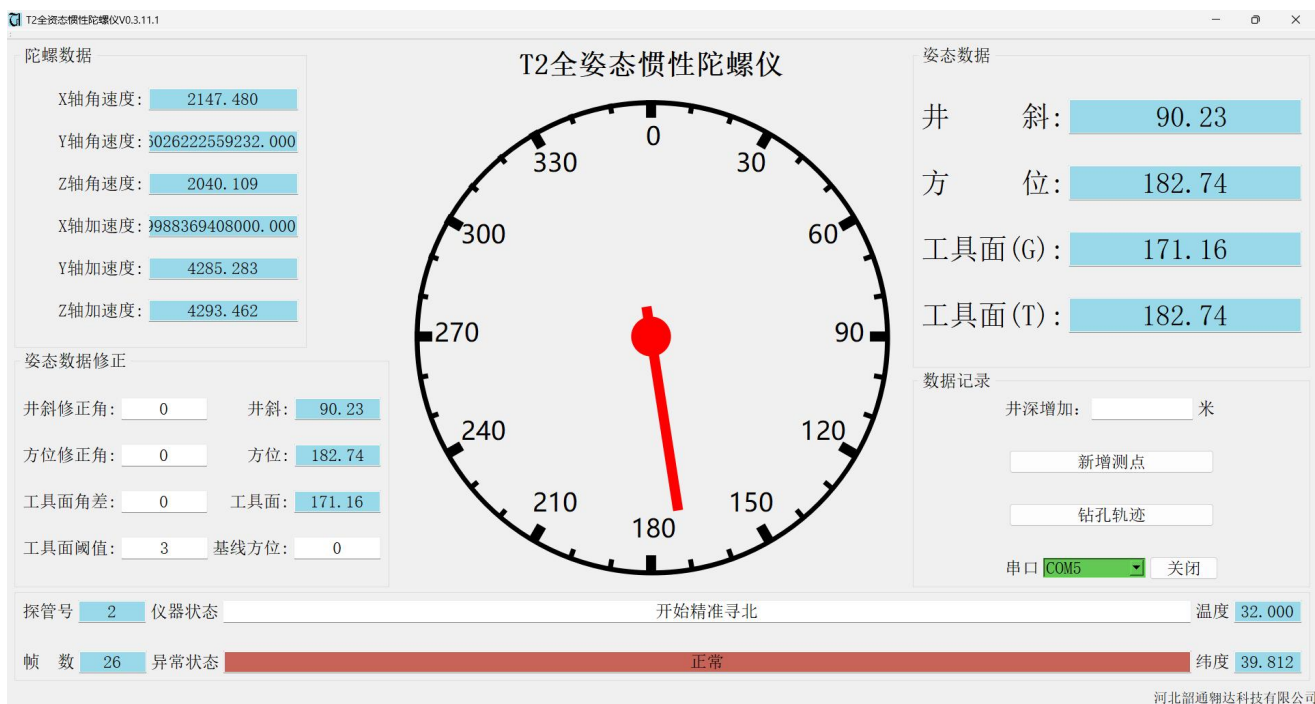 T2全资态惯性陀螺仪V0.3.11.1
陀螺数据
X轴角速度: 2147.480
Y轴角速度: 6026222559232.000
Z轴角速度: 2040.109
X轴加速度: 9988369408000.000
Y轴加速度: 4285.283
Z轴加速度: 4293.462
姿态数据修正
井斜修正角: 0 井斜: 90.23
方位修正角: 0 方位: 182.74
工具面角差: 0 工具面: 171.16
工具面阈值: 3 基线方位: 0
T2全姿态惯性陀螺仪
0
330 30
300 60
270 90
240 120
210 150
180
姿态数据
井 斜: 90.23
方 位: 182.74
工具面(G): 171.16
工具面(T): 182.74
数据记录
井深增加: 米
新增测点
钻孔轨迹
串口 COM5 关闭
探管号 2 仪器状态 开始精准寻北 温度 32.000
帧 数 26 异常状态 正常 纬度 39.812
河北韶通翱达科技有限公司